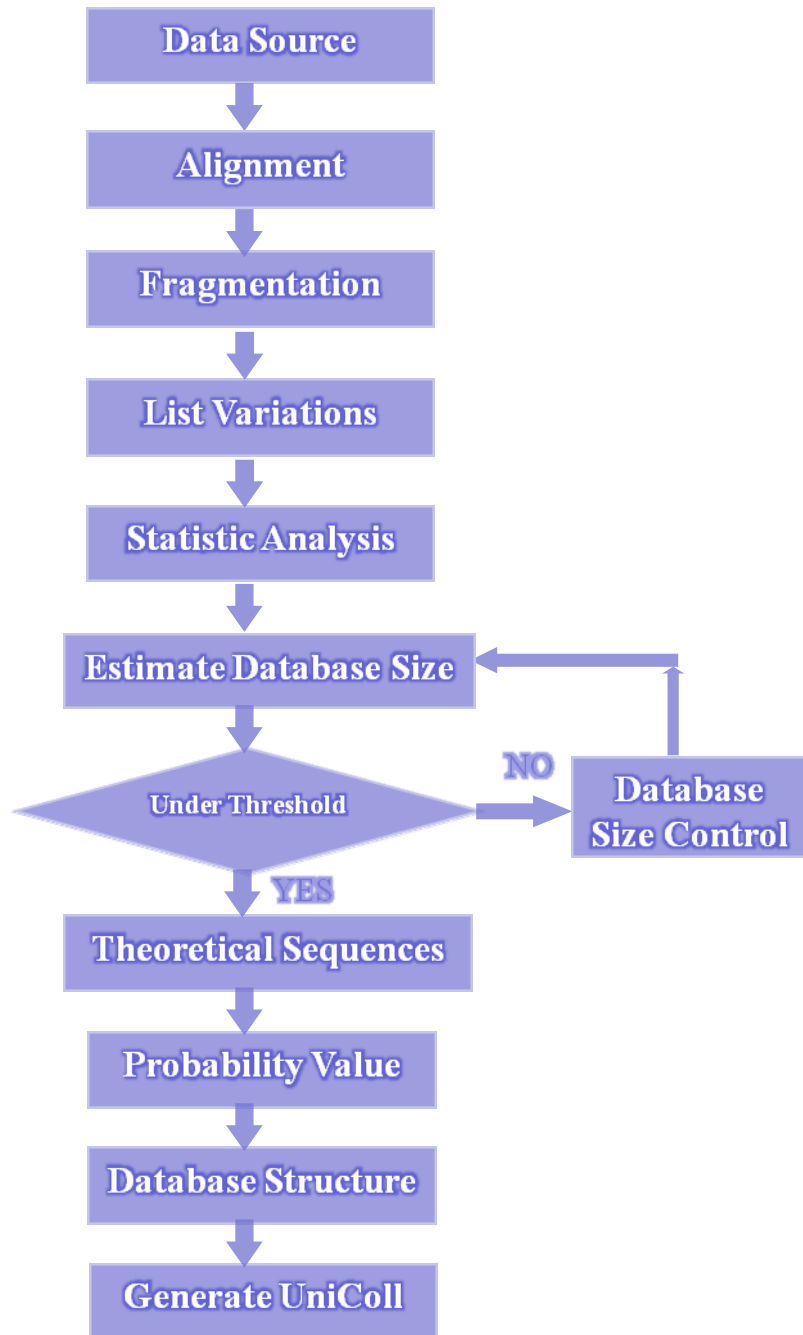 Data Source
Alignment
Fragmentation
List Variations
Statistic Analysis
Estimate Database Size
Under Threshold
NO
Database
Size Control
YES
Theoretical Sequences
Probability Value
Database Structure
Generate UniColl